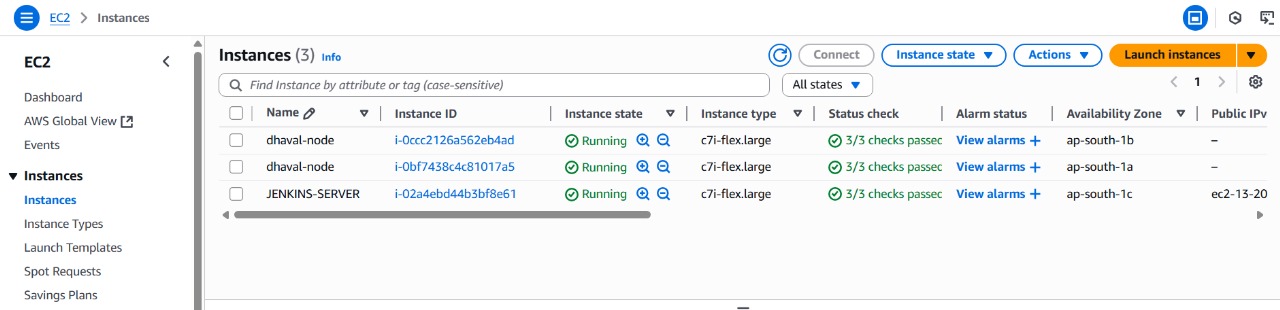 EC2 > Instances
EC2
Dashboard
AWS Global View
Events
Instances
Instances
Instance Types
Launch Templates
Spot Requests
Savings Plans
Instances (3) Info
Connect
Instance state
Actions
Launch instances
Find Instance by attribute or tag (case-sensitive)
All states
1
Name Instance ID Instance state Instance type Status check Alarm status Availability Zone Public IPv
dhaval-node i-0ccc2126a562eb4ad Running c7i-flex.large 3/3 checks passed View alarms + ap-south-1b –
dhaval-node i-0bf7438c4c81017a5 Running c7i-flex.large 3/3 checks passed View alarms + ap-south-1a –
JENKINS-SERVER i-02a4ebd44b3bf8e61 Running c7i-flex.large 3/3 checks passed View alarms + ap-south-1c ec2-13-20